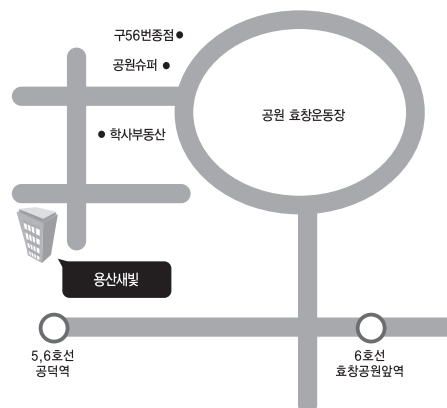 구56번종점
공원슈퍼
공원 효창운동장
학사부동산
용산새빛
5,6호선
공덕역
6호선
효창공원앞역